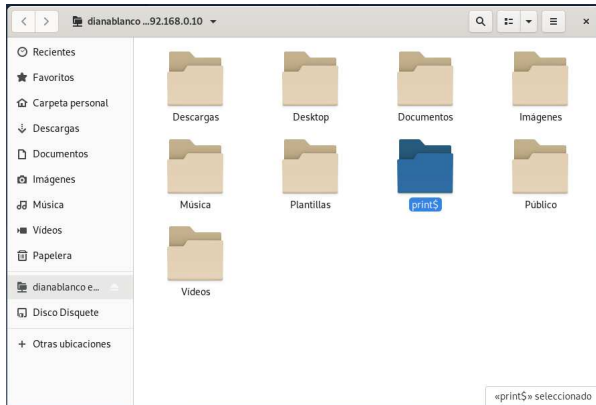 dianablanco ...92.168.0.10
Recientes
Favoritos
Carpeta personal
Descargas
Documentos
Imágenes
Música
Vídeos
Papelera
dianablanco e...
Disco Disquete
+ Otras ubicaciones
Descargas
Desktop
Documentos
Imágenes
Música
Plantillas
print$
Público
Vídeos
«print$» seleccionado